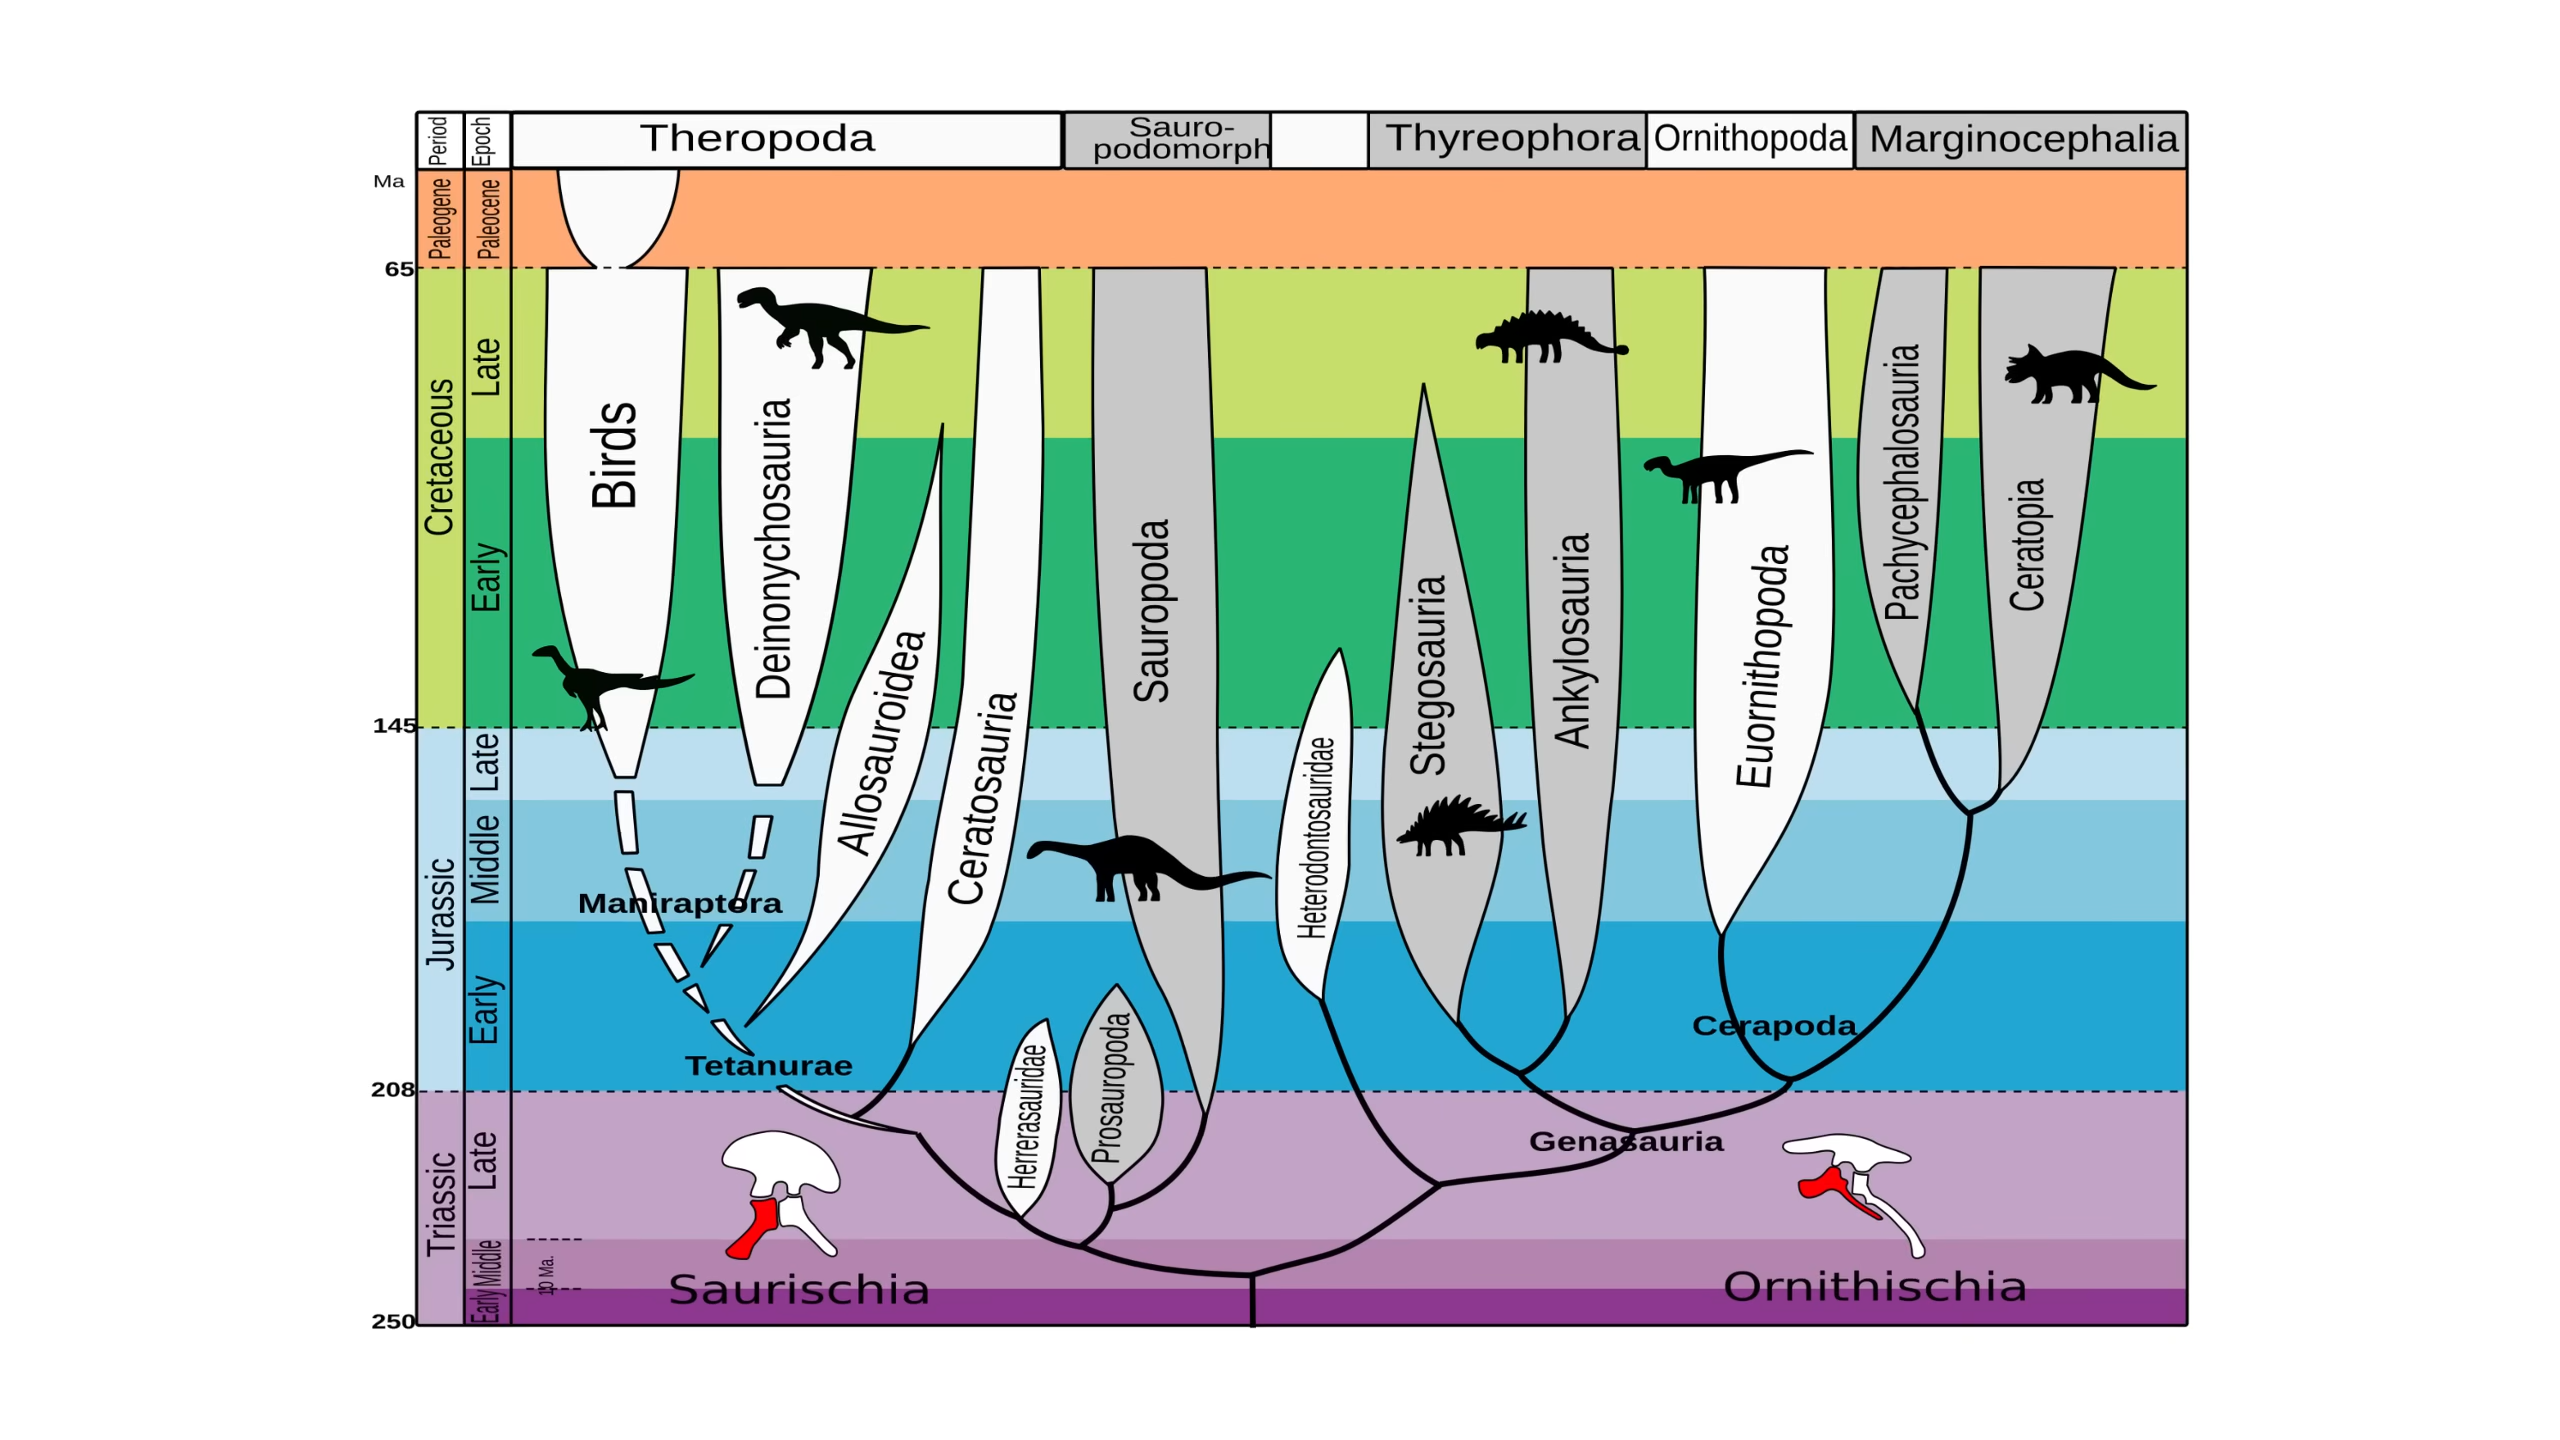 Period
Epoch
Theropoda
Sauro-
podomorph
Thyreophora
Ornithopoda
Marginocephalia
Ma
Paleogene
Paleocene
65
Cretaceous
Late
Early
145
Jurassic
Late
Middle
Early
208
Triassic
Late
Middle
Early
250
10 Ma.
Birds
Deinonychosauria
Allosauroidea
Ceratosauria
Sauropoda
Heterodontosauridae
Stegosauria
Ankylosauria
Euornithopoda
Pachycephalosauria
Ceratopia
Maniraptora
Tetanurae
Herrerasauridae
Prosauropoda
Cerapoda
Genasauria
Saurischia
Ornithischia